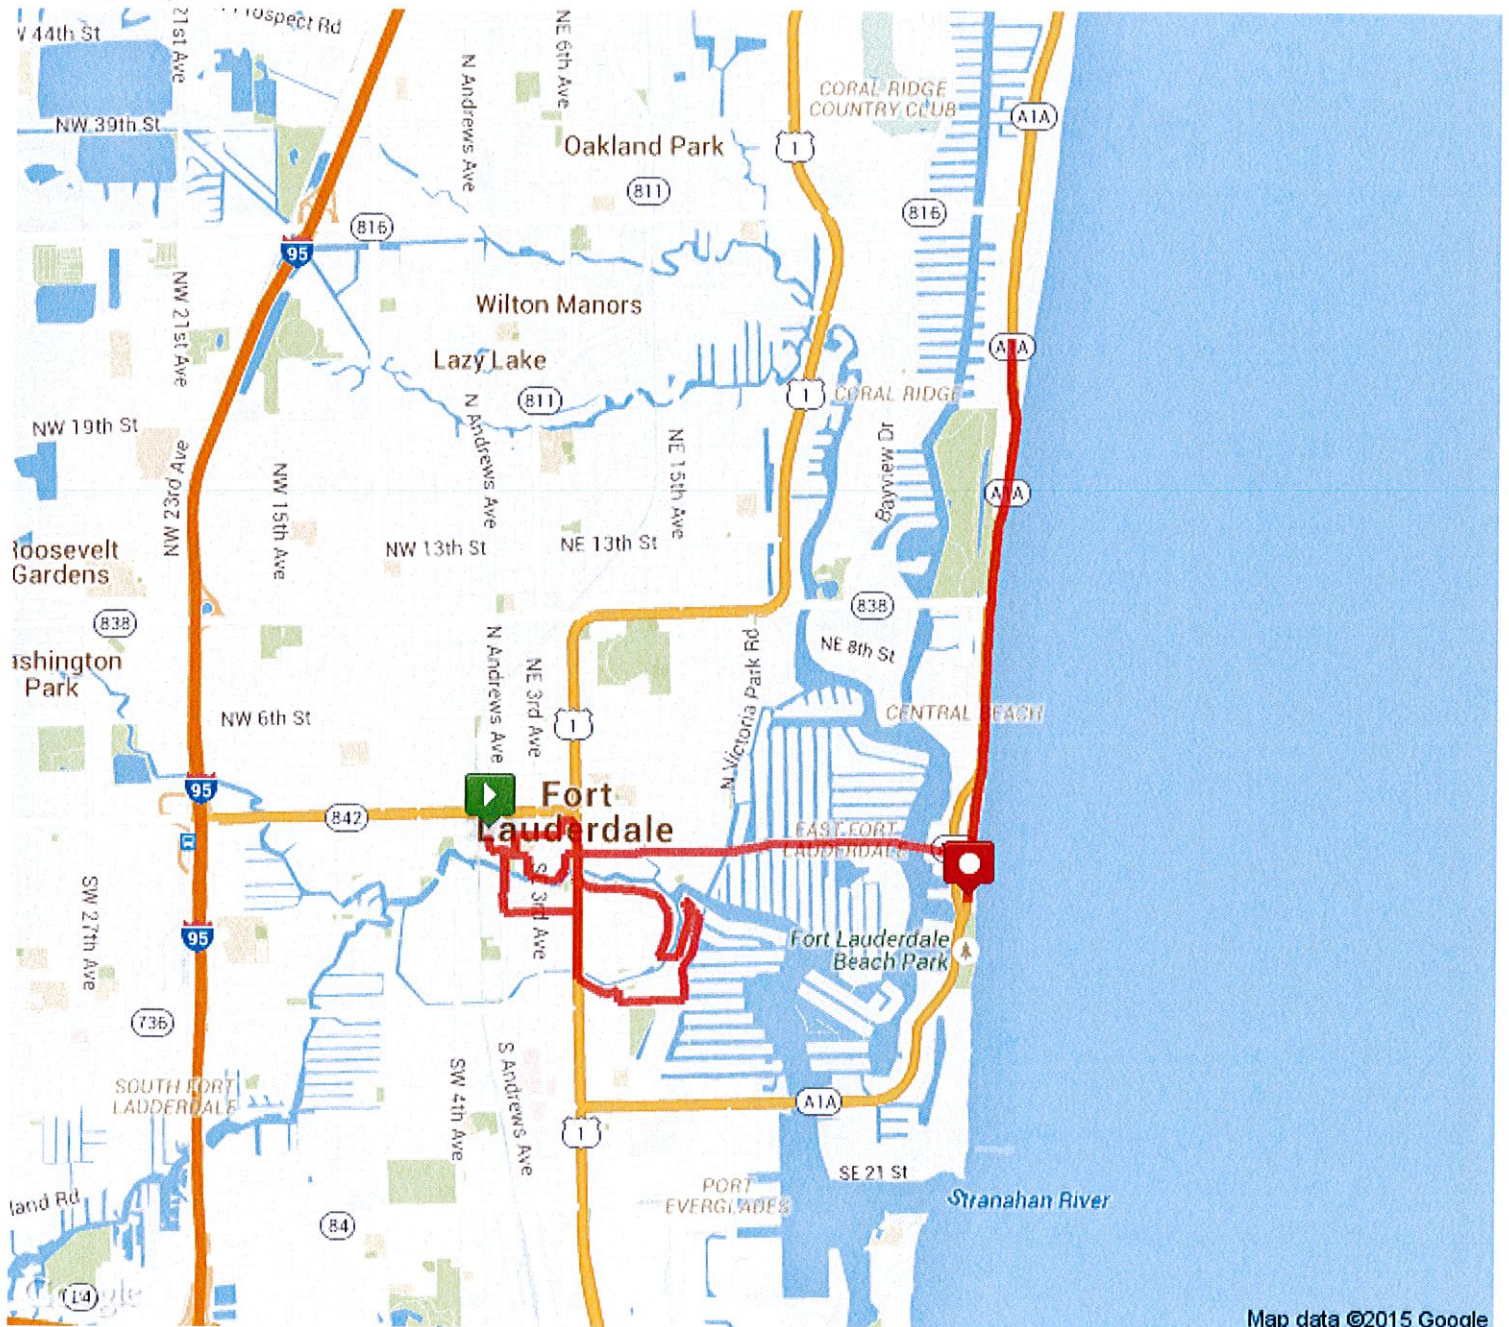 Prospect Rd
44th St
21st Ave
NE 6th Ave
N Andrews Ave
CORAL RIDGE
COUNTRY CLUB
A1A
NW 39th St
Oakland Park
1
811
816
816
95
NW 21st Ave
Wilton Manors
Lazy Lake
A1A
811
1
CORAL RIDGE
NW 19th St
N Andrews Ave
NE 15th Ave
Bayview Dr
NW 23rd Ave
NW 15th Ave
A1A
Roosevelt
Gardens
NW 13th St
NE 13th St
838
838
NE 8th St
N Andrews Ave
NE 3rd Ave
N Victoria Park Rd
ashington
Park
NW 6th St
1
CENTRAL BEACH
95
Fort
Lauderdale
842
EAST FORT
LAUDERDALE
SW 27th Ave
S 3rd Ave
95
Fort Lauderdale
Beach Park
736
S Andrews Ave
SW 4th Ave
SOUTH FORT
LAUDERDALE
A1A
1
SE 21 St
PORT
EVERGLADES
Stranahan River
land Rd
84
Google
Map data ©2015 Google